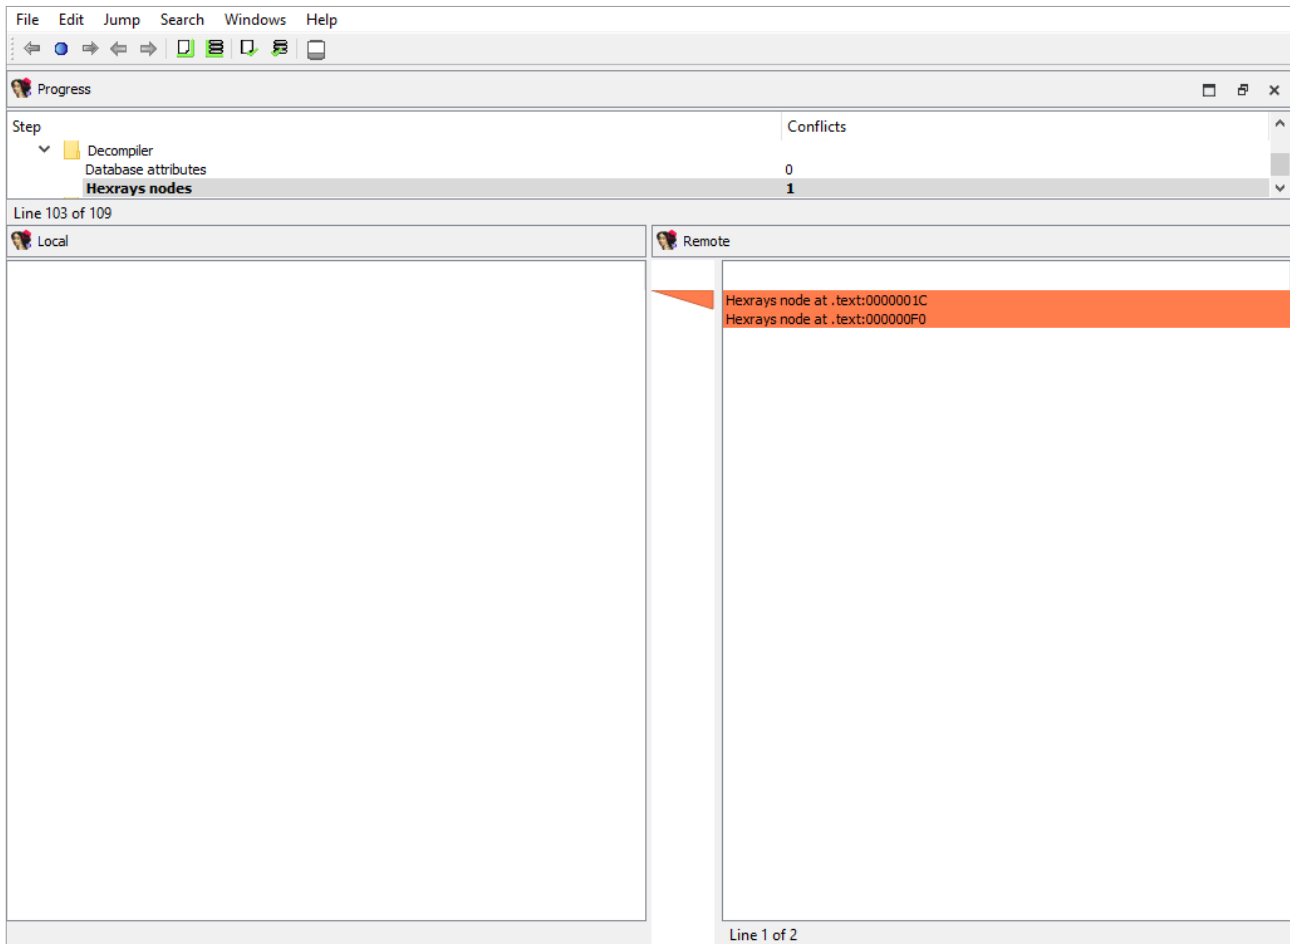 File Edit Jump Search Windows Help
Progress
Step Conflicts
Decompiler
Database attributes 0
Hexrays nodes 1
Line 103 of 109
Local Remote
Hexrays node at .text:0000001C
Hexrays node at .text:000000F0
Line 1 of 2